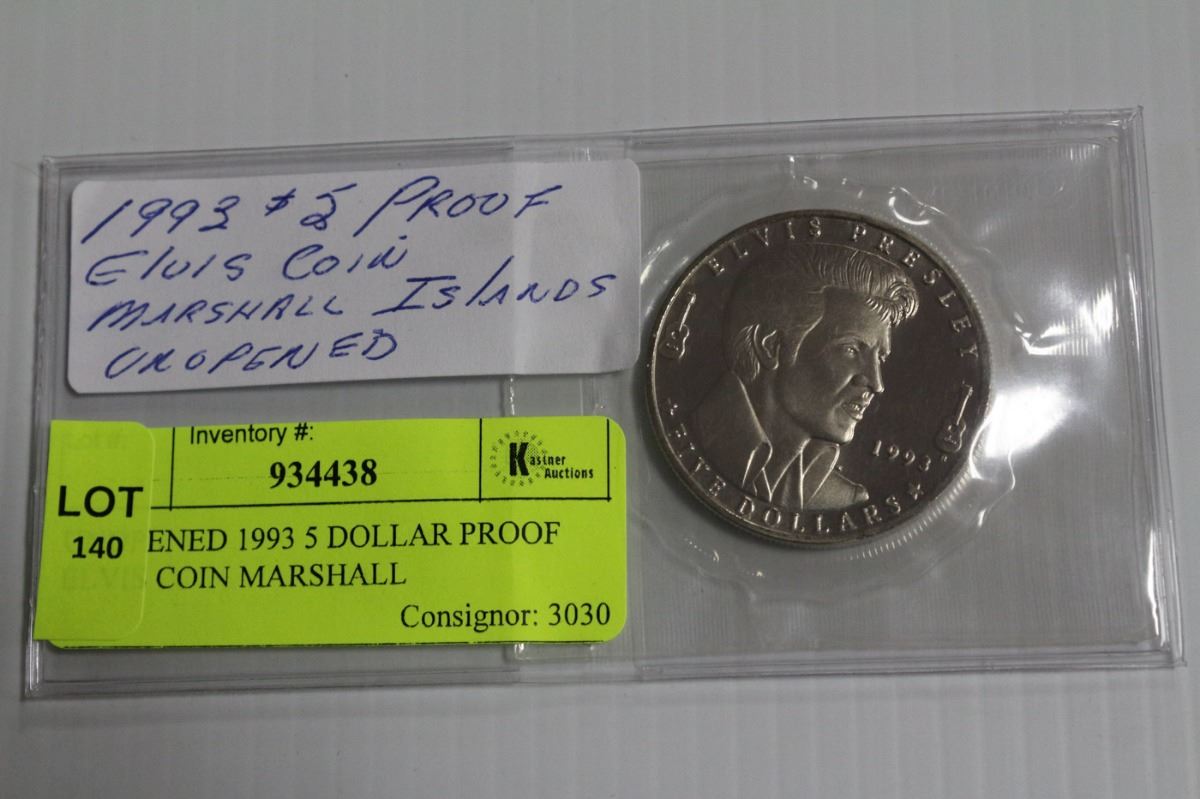 1993 $5 PROOF
ELVIS COIN
MARSHALL ISLANDS
UNOPENED
Inventory #:
934438
Kastner
Auctions
LOT
140
ENED 1993 5 DOLLAR PROOF
ELVIS COIN MARSHALL
Consignor: 3030
ELVIS PRESLEY
1993
FIVE DOLLARS